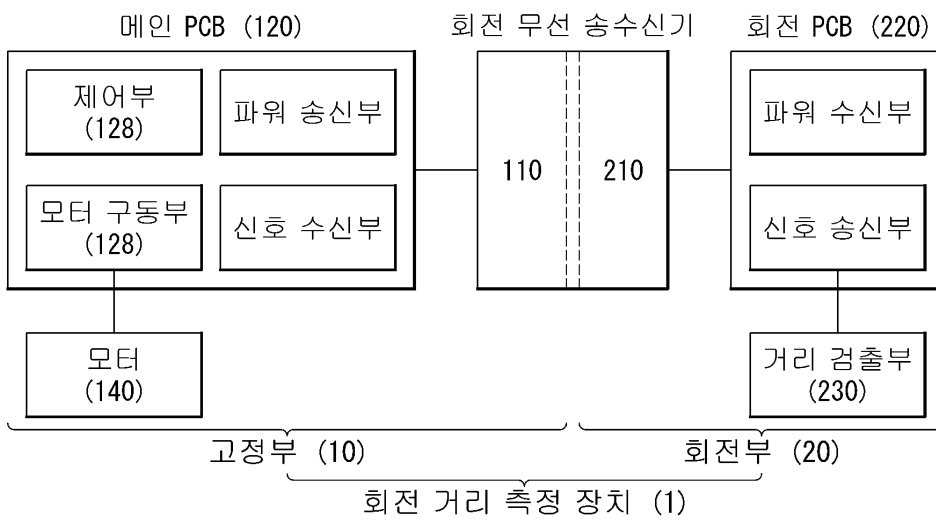 메인 PCB (120)
회전 무선 송수신기
회전 PCB (220)
제어부
(128)
파워 송신부
모터 구동부
(128)
신호 수신부
110
210
파워 수신부
신호 송신부
모터
(140)
거리 검출부
(230)
고정부 (10)
회전부 (20)
회전 거리 측정 장치 (1)